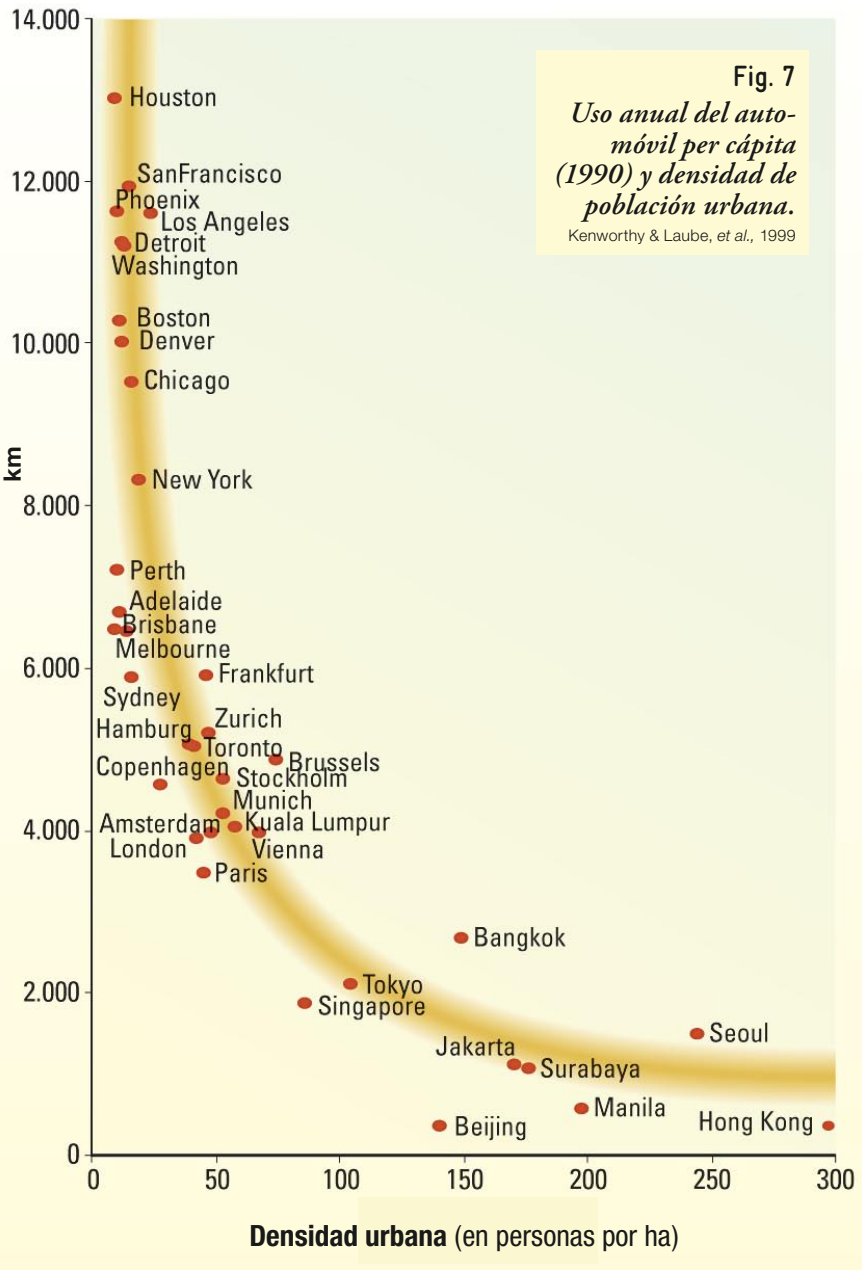 14.000
Fig. 7
Uso anual del auto-
móvil per cápita
(1990) y densidad de
población urbana.
Kenworthy & Laube, et al., 1999
Houston
12.000
SanFrancisco
Phoenix
Los Angeles
Detroit
Washington
Boston
10.000
Denver
Chicago
km
New York
8.000
Perth
Adelaide
Brisbane
Melbourne
6.000
Frankfurt
Sydney
Zurich
Hamburg
Toronto
Brussels
Copenhagen
Stockholm
Munich
4.000
Amsterdam
Kuala Lumpur
London
Vienna
Paris
Bangkok
2.000
Tokyo
Singapore
Seoul
Jakarta
Surabaya
Manila
Hong Kong
Beijing
0
0 50 100 150 200 250 300
Densidad urbana (en personas por ha)